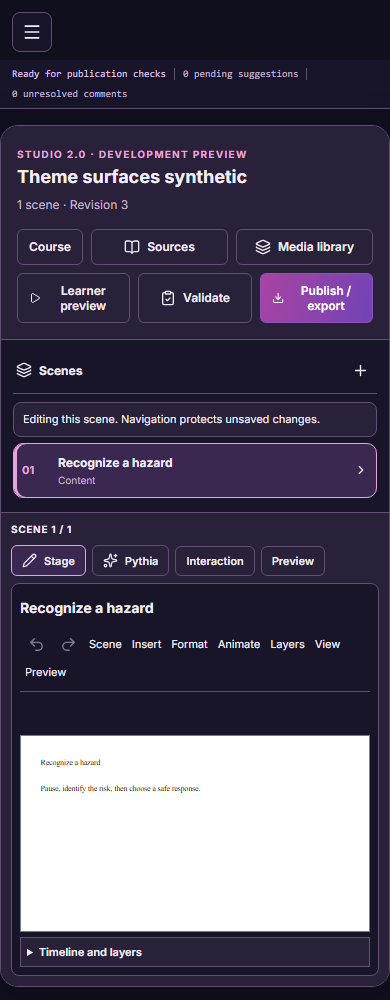 Ready for publication checks | 0 pending suggestions |
0 unresolved comments
STUDIO 2.0 · DEVELOPMENT PREVIEW
Theme surfaces synthetic
1 scene · Revision 3
Course
Sources
Media library
Learner
preview
Validate
Publish /
export
Scenes
Editing this scene. Navigation protects unsaved changes.
01
Recognize a hazard
Content
SCENE 1 / 1
Stage
Pythia
Interaction
Preview
Recognize a hazard
Scene Insert Format Animate Layers View
Preview
Recognize a hazard
Pause, identify the risk, then choose a safe response.
Timeline and layers